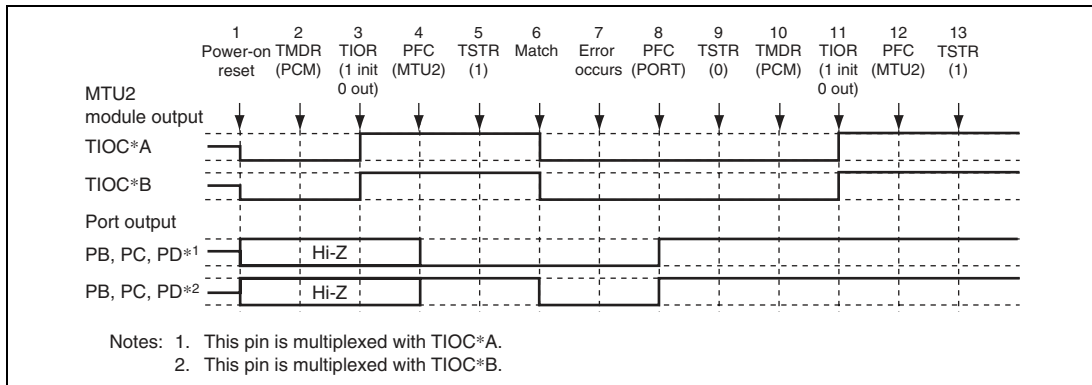 1 2 3 4 5 6 7 8 9 10 11 12 13
Power-on TMDR TIOR PFC TSTR Match Error PFC TSTR TMDR TIOR PFC TSTR
reset (PCM) (1 init (MTU2) (1) occurs (PORT) (0) (PCM) (1 init (MTU2) (1)
0 out) 0 out)
MTU2
module output
TIOC*A
TIOC*B
Port output
PB, PC, PD*1 Hi-Z
PB, PC, PD*2 Hi-Z
Notes: 1. This pin is multiplexed with TIOC*A.
2. This pin is multiplexed with TIOC*B.